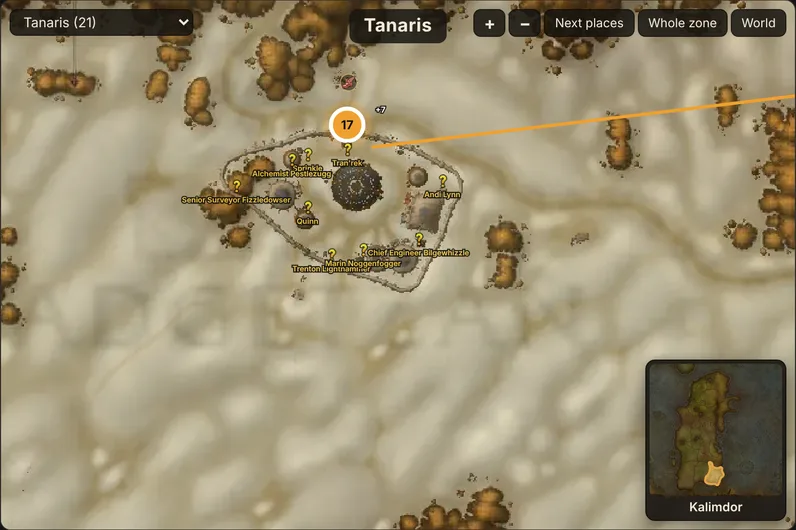 Tanaris (21)
Tanaris
+
−
Next places
Whole zone
World
+7
17
Tran'rek
Sprinkle
Alchemist Pestlezugg
Andi Lynn
Senior Surveyor Fizzledowser
Quinn
Chief Engineer Bilgewhizzle
Marin Noggenfogger
Trenton Lighthammer
Kalimdor